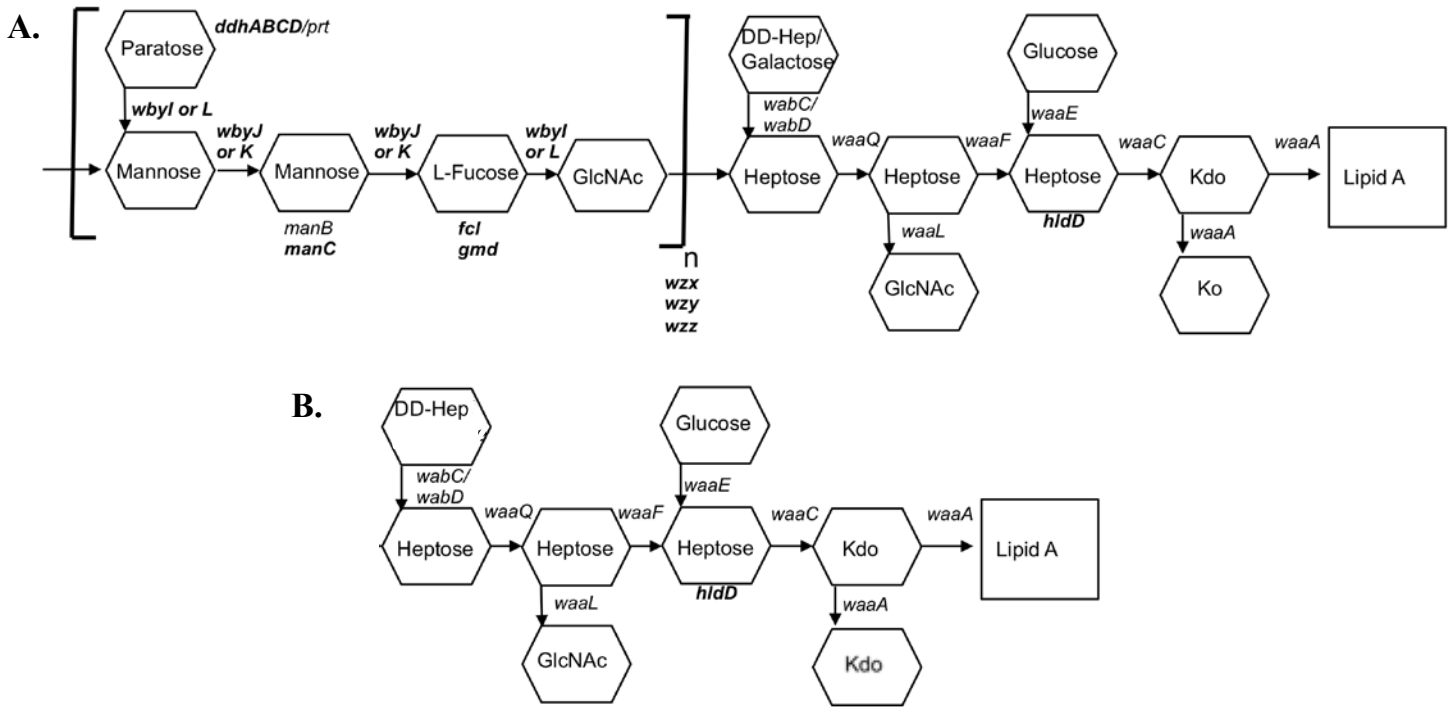 A.
Paratose
ddhABCD/prt
wbyI or L
Mannose
wbyJ
or K
Mannose
manB
manC
wbyJ
or K
L-Fucose
fcl
gmd
wbyI
or L
GlcNAc
n
wzx
wzy
wzz
DD-Hep/
Galactose
wabC/
wabD
Heptose
waaQ
Heptose
waaL
GlcNAc
waaF
Glucose
waaE
Heptose
hldD
waaC
Kdo
waaA
Ko
waaA
Lipid A
B.
DD-Hep
wabC/
wabD
Heptose
waaQ
Heptose
waaL
GlcNAc
waaF
Glucose
waaE
Heptose
hldD
waaC
Kdo
waaA
Kdo
waaA
Lipid A